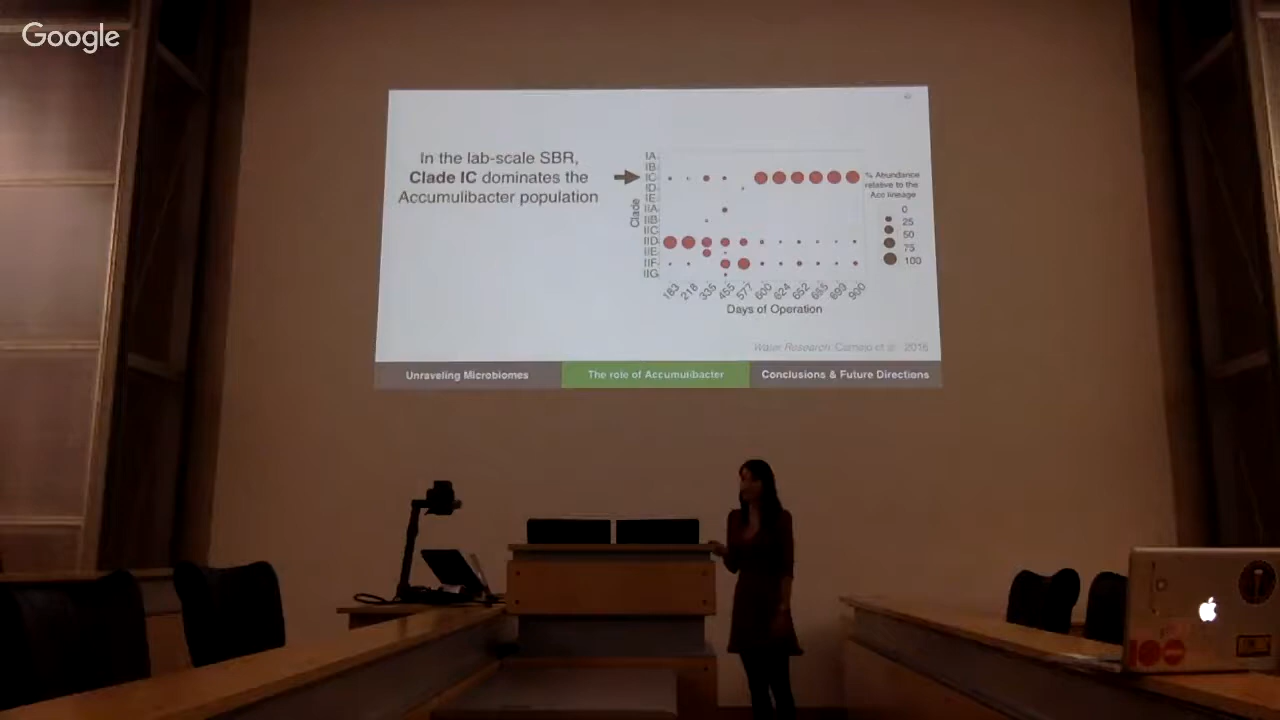 Google
In the lab-scale SBR,
Clade IC dominates the
Accumulibacter population
Clade
IA
IB
IC
ID
IE
IIA
IIB
IIC
IID
IIE
IIF
IIG
183
218
335
455
577
600
624
652
685
899
900
Days of Operation
% Abundance
relative to the
Acc lineage
0
25
50
75
100
Water Research
Unraveling Microbiomes
The role of Accumulibacter
Conclusions & Future Directions